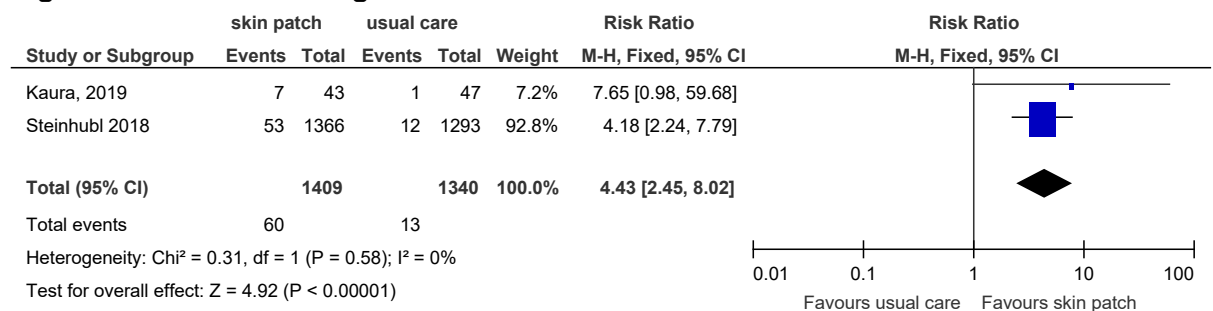 skin patch usual care Risk Ratio Risk Ratio
Study or Subgroup Events Total Events Total Weight M-H, Fixed, 95% CI M-H, Fixed, 95% CI
Kaura, 2019 7 43 1 47 7.2% 7.65 [0.98, 59.68]
Steinhubl 2018 53 1366 12 1293 92.8% 4.18 [2.24, 7.79]
Total (95% CI) 1409 1340 100.0% 4.43 [2.45, 8.02]
Total events 60 13
Heterogeneity: Chi² = 0.31, df = 1 (P = 0.58); I² = 0%
Test for overall effect: Z = 4.92 (P < 0.00001)
0.01 0.1 1 10 100
Favours usual care Favours skin patch